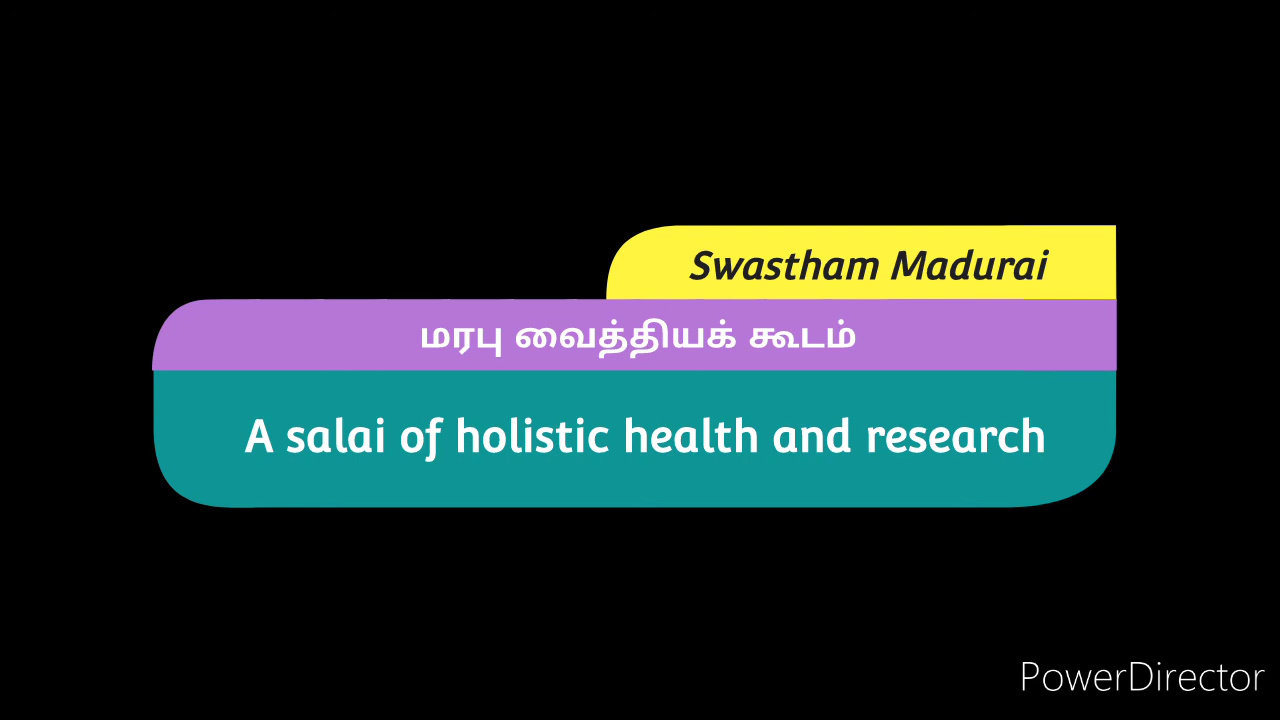 Swastham Madurai
மரபு வைத்தியக் கூடம்
A salai of holistic health and research
PowerDirector